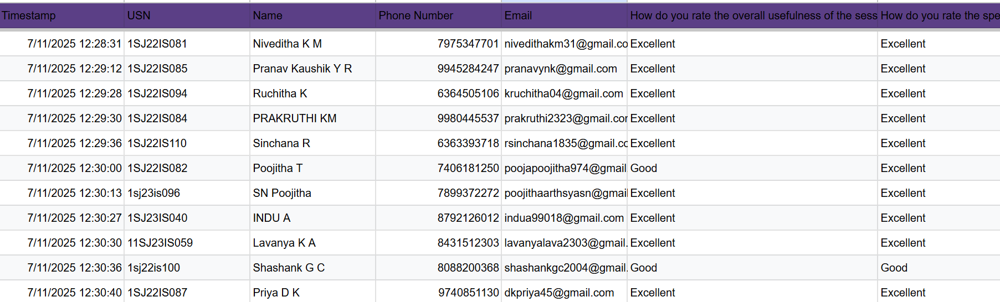 Timestamp USN Name Phone Number Email How do you rate the overall usefulness of the sess How do you rate the spe
7/11/2025 12:28:31 1SJ22IS081 Niveditha K M 7975347701 nivedithakm31@gmail.co Excellent Excellent
7/11/2025 12:29:12 1SJ22IS085 Pranav Kaushik Y R 9945284247 pranavynk@gmail.com Excellent Excellent
7/11/2025 12:29:28 1SJ22IS094 Ruchitha K 6364505106 kruchitha04@gmail.com Excellent Excellent
7/11/2025 12:29:30 1SJ22IS084 PRAKRUTHI KM 9980445537 prakruthi2323@gmail.com Excellent Excellent
7/11/2025 12:29:36 1SJ22IS110 Sinchana R 6363393718 rsinchana1835@gmail.co Excellent Excellent
7/11/2025 12:30:00 1SJ22IS082 Poojitha T 7406181250 poojapoojitha974@gmail Good Excellent
7/11/2025 12:30:13 1sj23is096 SN Poojitha 7899372272 poojithaarthsyasn@gmail Excellent Excellent
7/11/2025 12:30:27 1SJ23IS040 INDU A 8792126012 indua99018@gmail.com Excellent Excellent
7/11/2025 12:30:30 11SJ23IS059 Lavanya K A 8431512303 lavanyalava2303@gmail. Excellent Excellent
7/11/2025 12:30:36 1sj22is100 Shashank G C 8088200368 shashankgc2004@gmail. Good Good
7/11/2025 12:30:40 1SJ22IS087 Priya D K 9740851130 dkpriya45@gmail.com Excellent Excellent